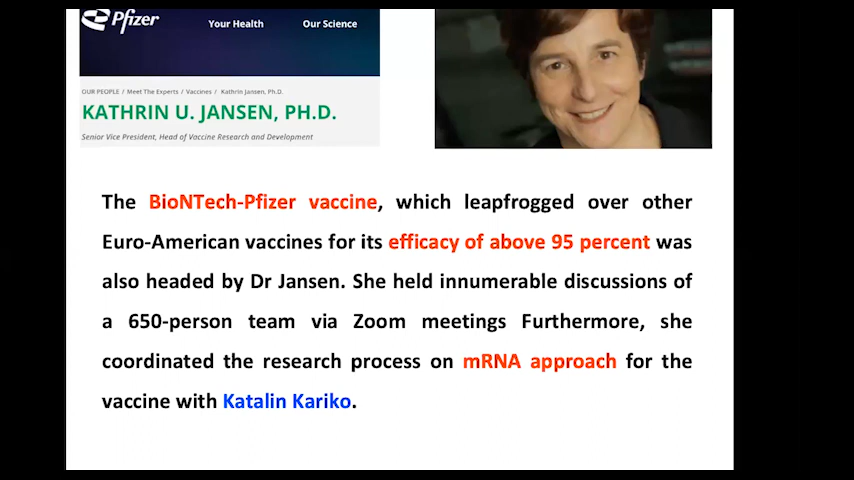 Pfizer
Your Health Our Science
OUR PEOPLE / Meet The Experts / Vaccines / Kathrin Jansen, Ph.D.
KATHRIN U. JANSEN, PH.D.
Senior Vice President, Head of Vaccine Research and Development
The BioNTech-Pfizer vaccine, which leapfrogged over other
Euro-American vaccines for its efficacy of above 95 percent was
also headed by Dr Jansen. She held innumerable discussions of
a 650-person team via Zoom meetings Furthermore, she
coordinated the research process on mRNA approach for the
vaccine with Katalin Kariko.